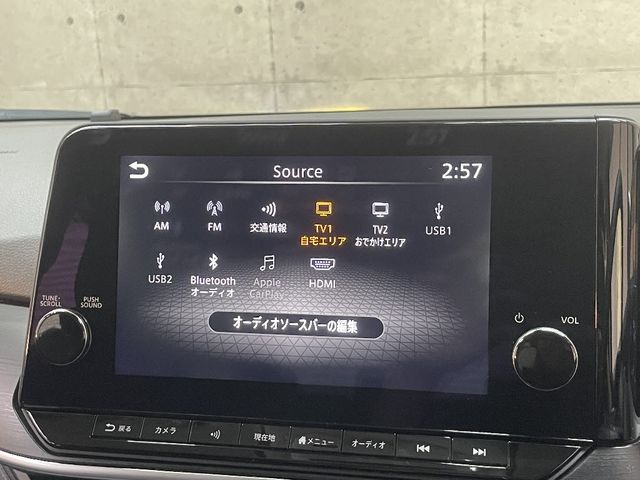 Source
2:57
AM
FM
交通情報
TV1
自宅エリア
TV2
おでかけエリア
USB1
USB2
Bluetooth
オーディオ
Apple
CarPlay
HDMI
オーディオソースバーの編集
TUNE・
SCROLL
PUSH
SOUND
VOL
戻る
カメラ
現在地
メニュー
オーディオ